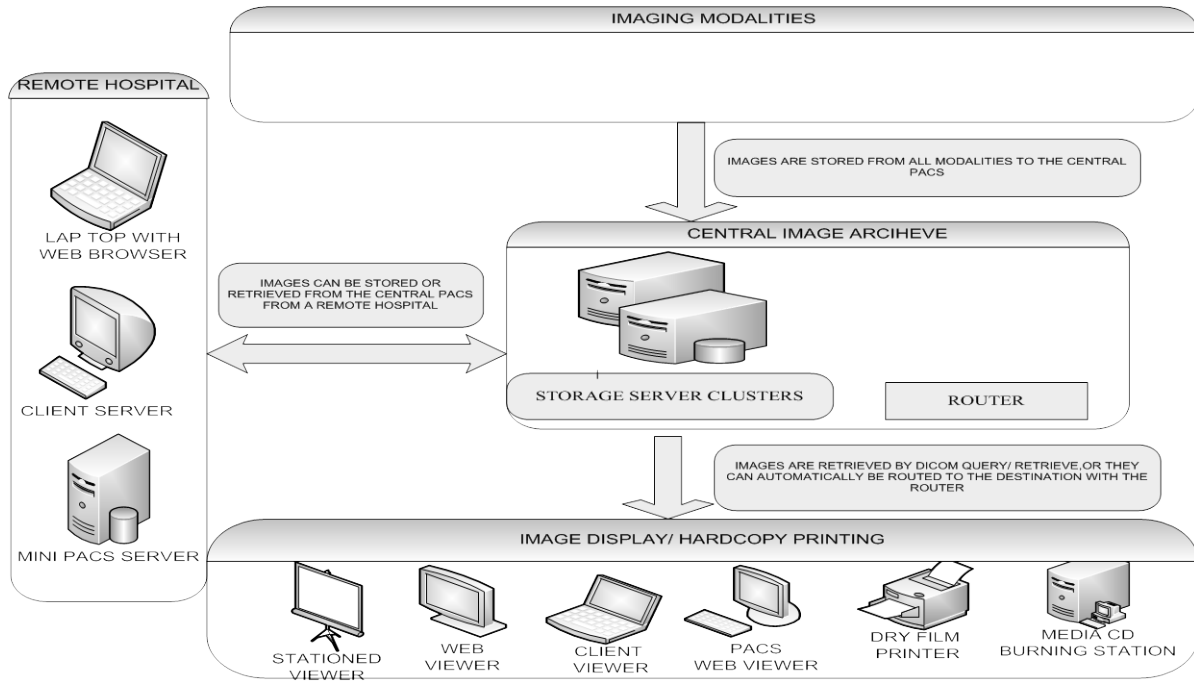 IMAGING MODALITIES
REMOTE HOSPITAL
LAP TOP WITH
WEB BROWSER
CLIENT SERVER
MINI PACS SERVER
IMAGES ARE STORED FROM ALL MODALITIES TO THE CENTRAL
PACS
IMAGES CAN BE STORED OR
RETRIEVED FROM THE CENTRAL PACS
FROM A REMOTE HOSPITAL
CENTRAL IMAGE ARCIHEVE
STORAGE SERVER CLUSTERS
ROUTER
IMAGES ARE RETRIEVED BY DICOM QUERY/ RETRIEVE,OR THEY
CAN AUTOMATICALLY BE ROUTED TO THE DESTINATION WITH THE
ROUTER
IMAGE DISPLAY/ HARDCOPY PRINTING
STATIONED
VIEWER
WEB
VIEWER
CLIENT
VIEWER
PACS
WEB VIEWER
DRY FILM
PRINTER
MEDIA CD
BURNING STATION